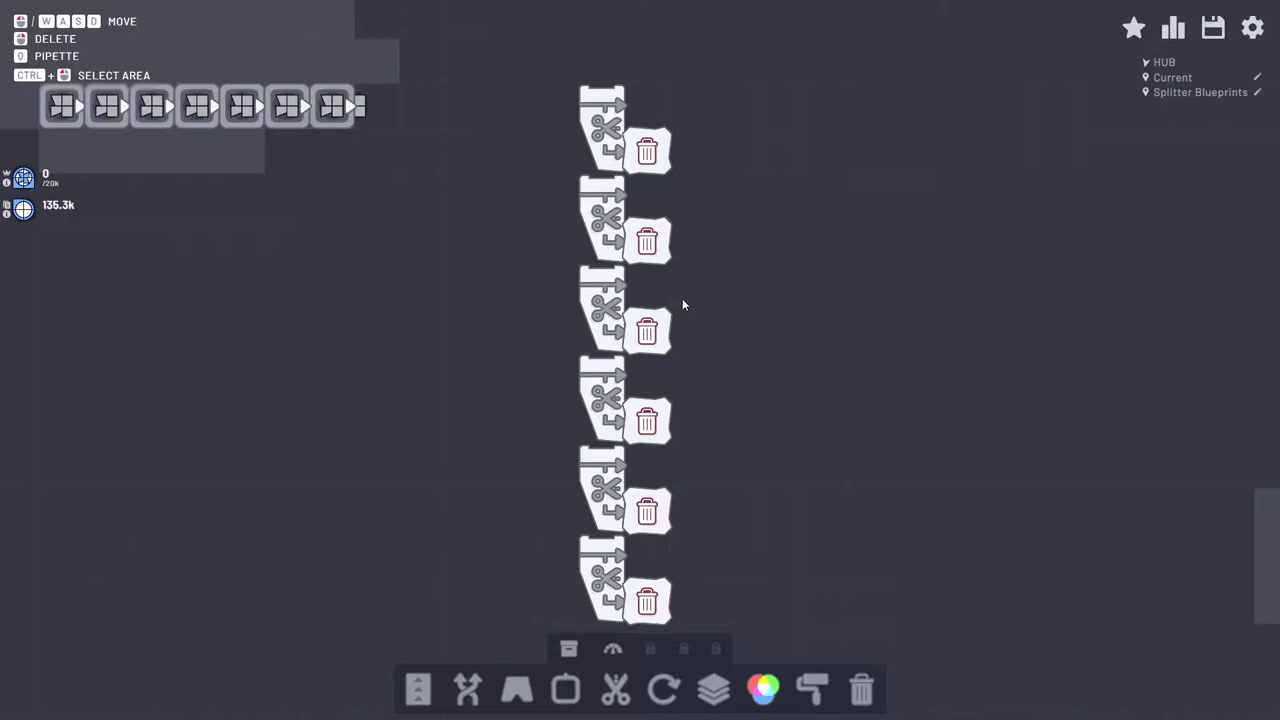 / W A S D MOVE
DELETE
Q PIPETTE
CTRL + SELECT AREA
0
/20k
135.3k
HUB
Current
Splitter Blueprints